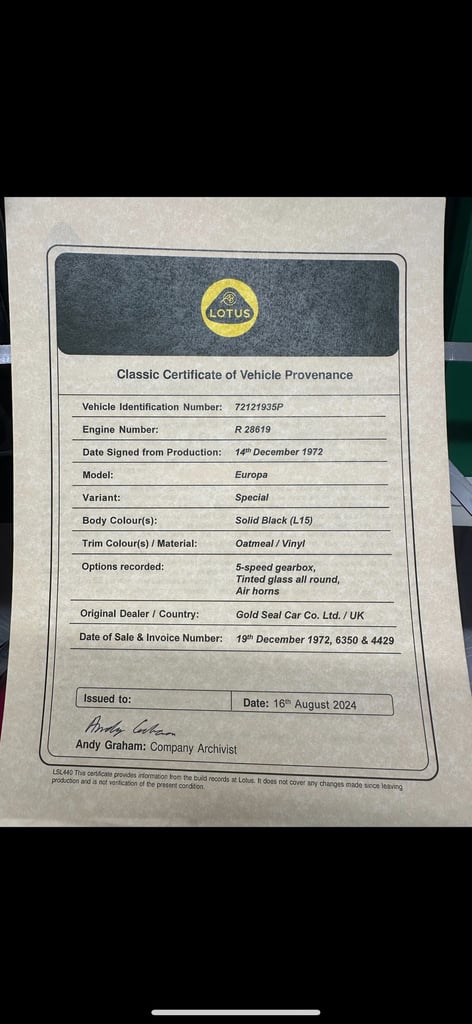 LOTUS
Classic Certificate of Vehicle Provenance
Vehicle Identification Number: 72121935P
Engine Number: R 28619
Date Signed from Production: 14th December 1972
Model: Europa
Variant: Special
Body Colour(s): Solid Black (L15)
Trim Colour(s) / Material: Oatmeal / Vinyl
Options recorded: 5-speed gearbox,
Tinted glass all round,
Air horns
Original Dealer / Country: Gold Seal Car Co. Ltd. / UK
Date of Sale & Invoice Number: 19th December 1972, 6350 & 4429
Issued to: Date: 16th August 2024
Andy Graham
Andy Graham: Company Archivist
LSL440 This certificate provides information from the build records at Lotus. It does not cover any changes made since leaving
production and is not verification of the present condition.